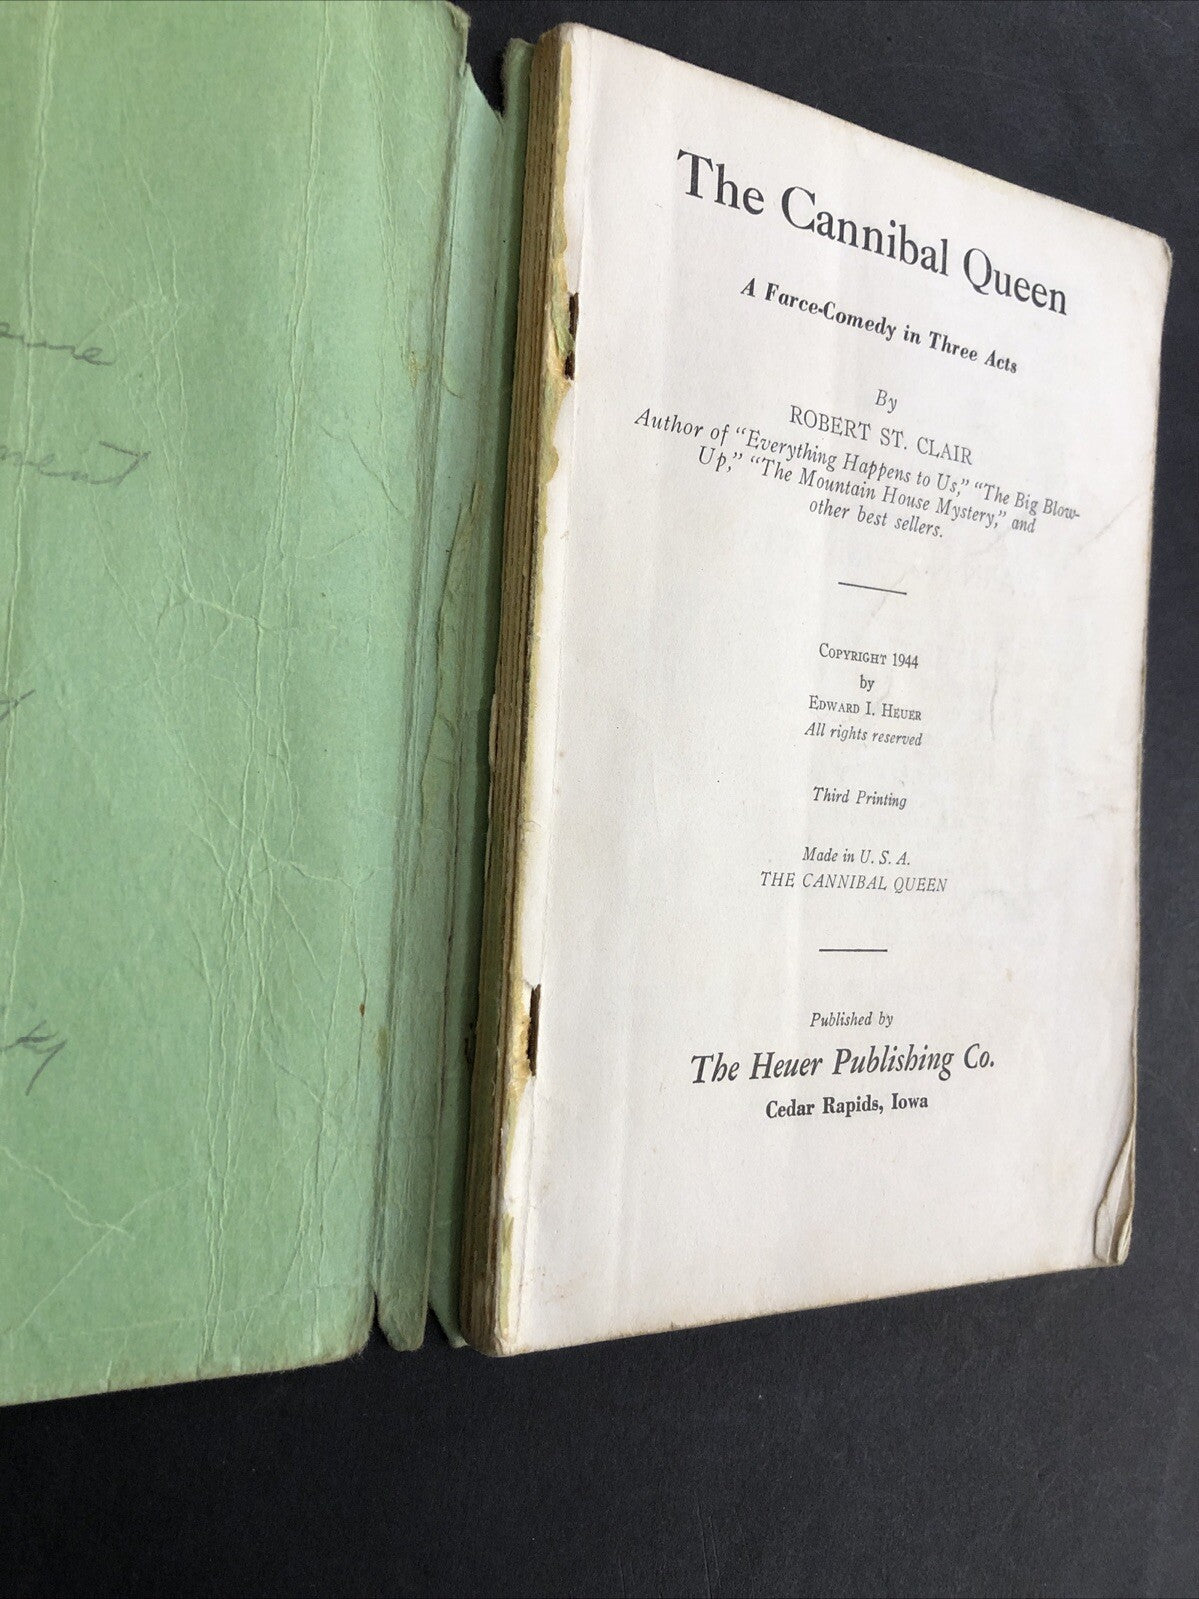 The Cannibal Queen
A Farce-Comedy in Three Acts
By
ROBERT ST. CLAIR
Author of "Everything Happens to Us," "The Big Blow-
Up," "The Mountain House Mystery," and
other best sellers.
COPYRIGHT 1944
by
EDWARD I. HEUER
All rights reserved
Third Printing
Made in U. S. A.
THE CANNIBAL QUEEN
Published by
The Heuer Publishing Co.
Cedar Rapids, Iowa